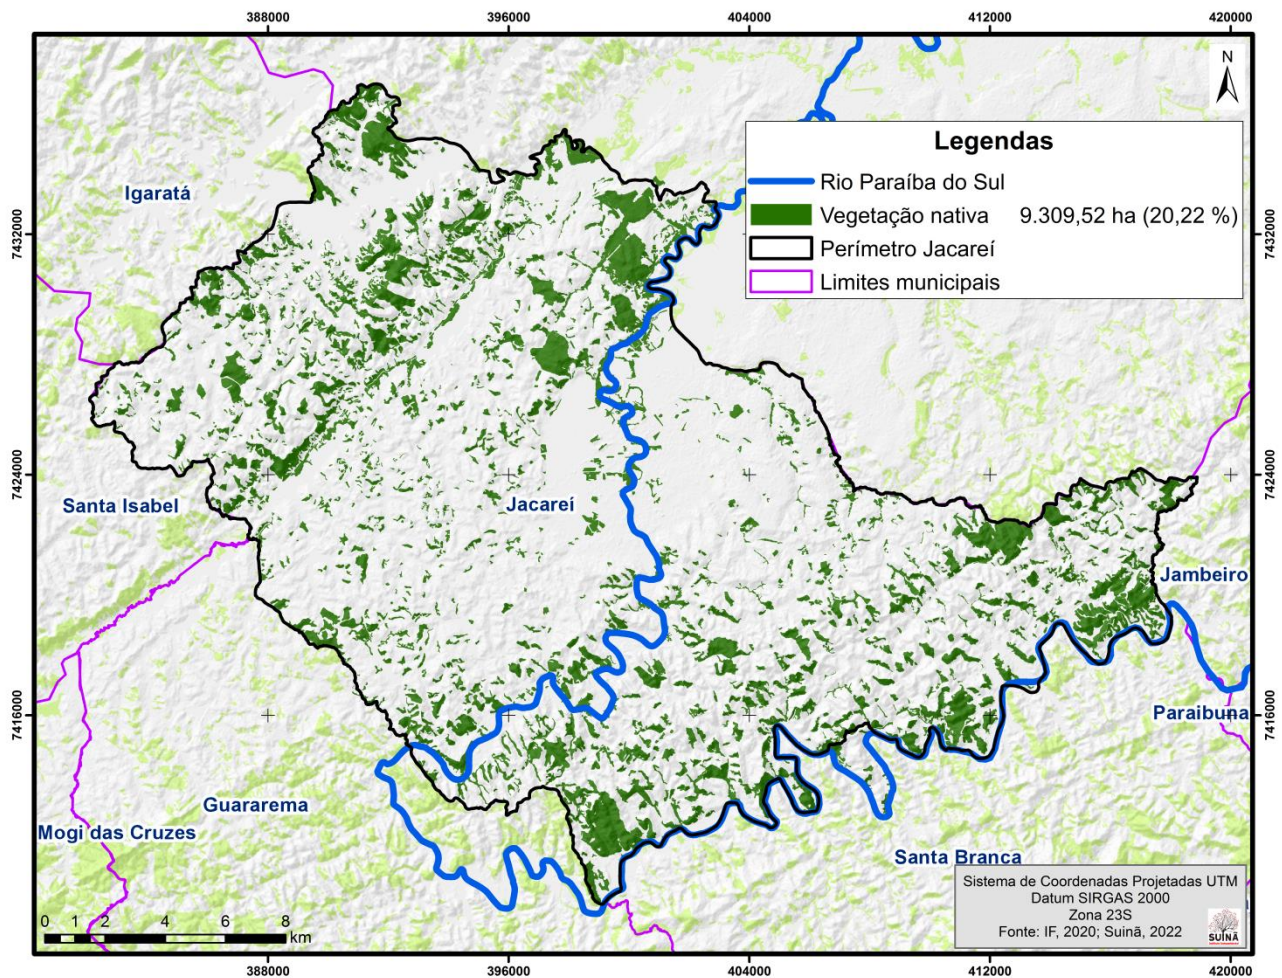 388000 396000 404000 412000 420000
N
Legendas
Rio Paraíba do Sul
Vegetação nativa 9.309,52 ha (20,22 %)
Perímetro Jacareí
Limites municipais
Igaratá
7432000 7432000
7424000 7424000
Santa Isabel
Jacareí
Jambeiro
7416000 7416000
Paraibuna
Guararema
Mogi das Cruzes
Santa Branca
Sistema de Coordenadas Projetadas UTM
Datum SIRGAS 2000
Zona 23S
Fonte: IF, 2020; Suinã, 2022
SUINÃ
0 1 2 4 6 8
km
388000 396000 404000 412000 420000